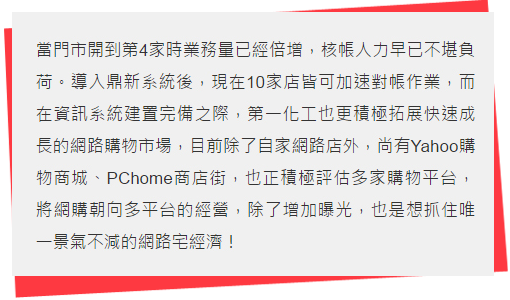 當門市開到第4家時業務量已經倍增，核帳人力早已不堪負
荷。導入鼎新系統後，現在10家店皆可加速對帳作業，而
在資訊系統建置完備之際，第一化工也更積極拓展快速成
長的網路購物市場，目前除了自家網路店外，尚有Yahoo購
物商城、PChome商店街，也正積極評估多家購物平台，
將網購朝向多平台的經營，除了增加曝光，也是想抓住唯
一景氣不減的網路宅經濟！